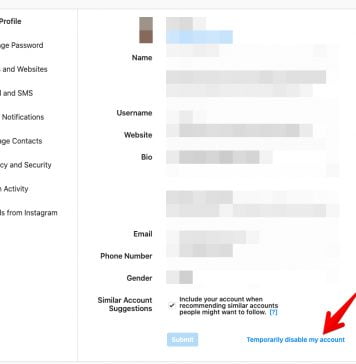 Profile
ge Password
and Websites
and SMS
Notifications
ge Contacts
cy and Security
Activity
ls from Instagram
Name
Username
Website
Bio
Email
Phone Number
Gender
Similar Account
Suggestions
Include your account when
recommending similar accounts
people might want to follow. [?]
Submit
Temporarily disable my account